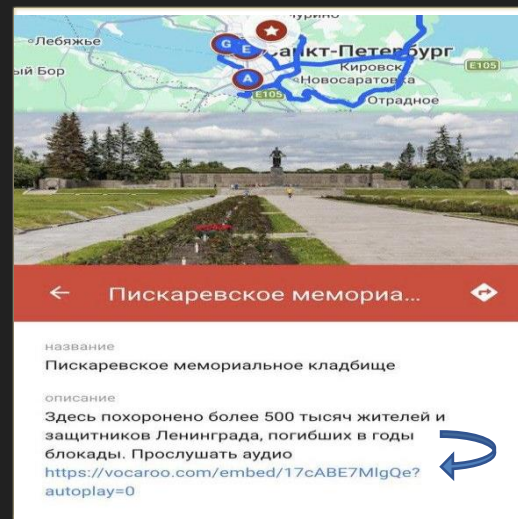 Лебяжье
G E
Санкт-Петербург
ый Бор
Кировск
E105
Новосаратовка
A
E105
Отрадное
Пискаревское мемориа...
название
Пискаревское мемориальное кладбище
описание
Здесь похоронено более 500 тысяч жителей и
защитников Ленинграда, погибших в годы
блокады. Прослушать аудио
https://vocaroo.com/embed/17cABE7MlgQe?
autoplay=0